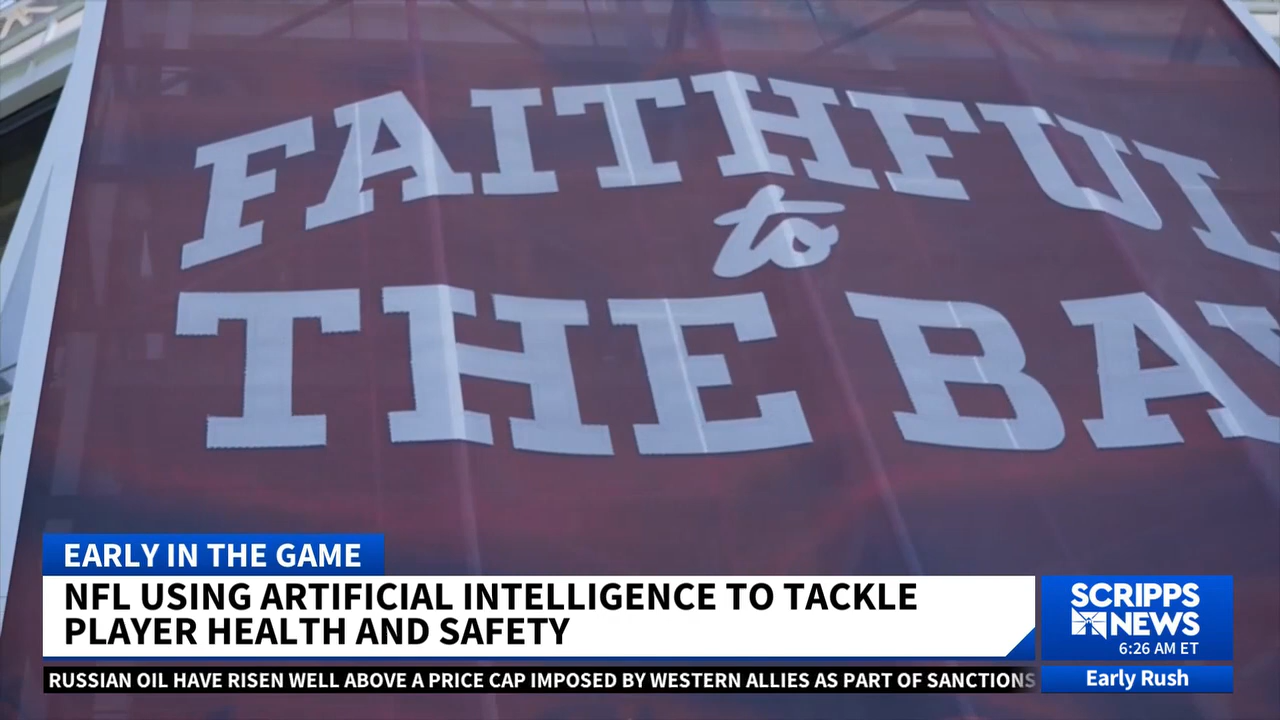 FAITHFUL
to
THE BAY
EARLY IN THE GAME
NFL USING ARTIFICIAL INTELLIGENCE TO TACKLE
PLAYER HEALTH AND SAFETY
SCRIPPS
NEWS
6:26 AM ET
RUSSIAN OIL HAVE RISEN WELL ABOVE A PRICE CAP IMPOSED BY WESTERN ALLIES AS PART OF SANCTIONS
Early Rush